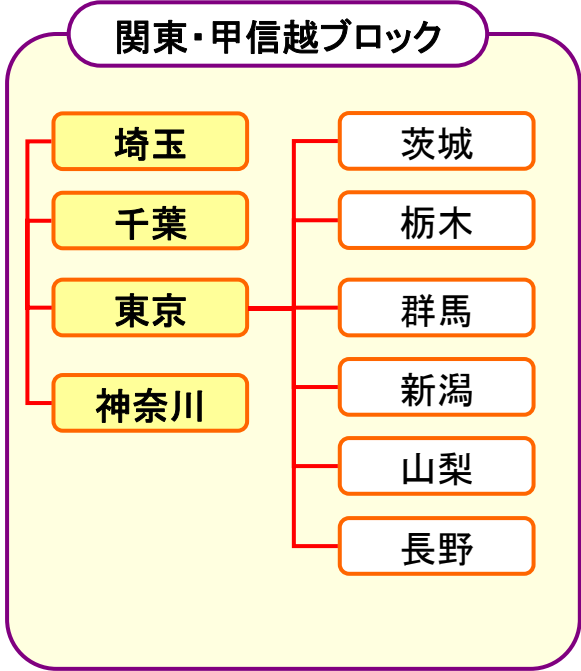 関東・甲信越ブロック
埼玉
千葉
東京
神奈川
茨城
栃木
群馬
新潟
山梨
長野